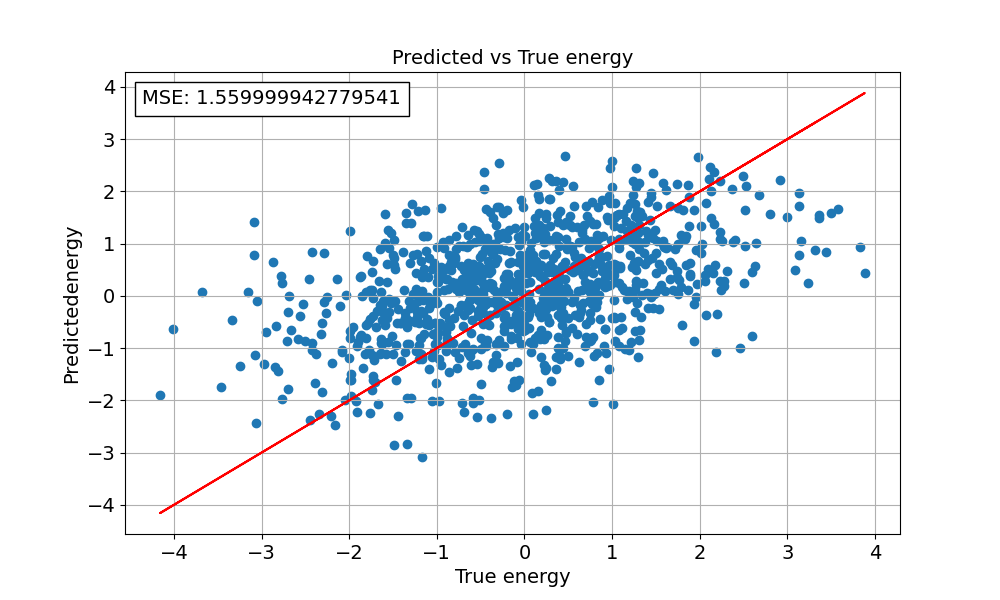 Predicted vs True energy
MSE: 1.559999942779541
4
3
2
1
0
−1
−2
−3
−4
Predictedenergy
−4 −3 −2 −1 0 1 2 3 4
True energy